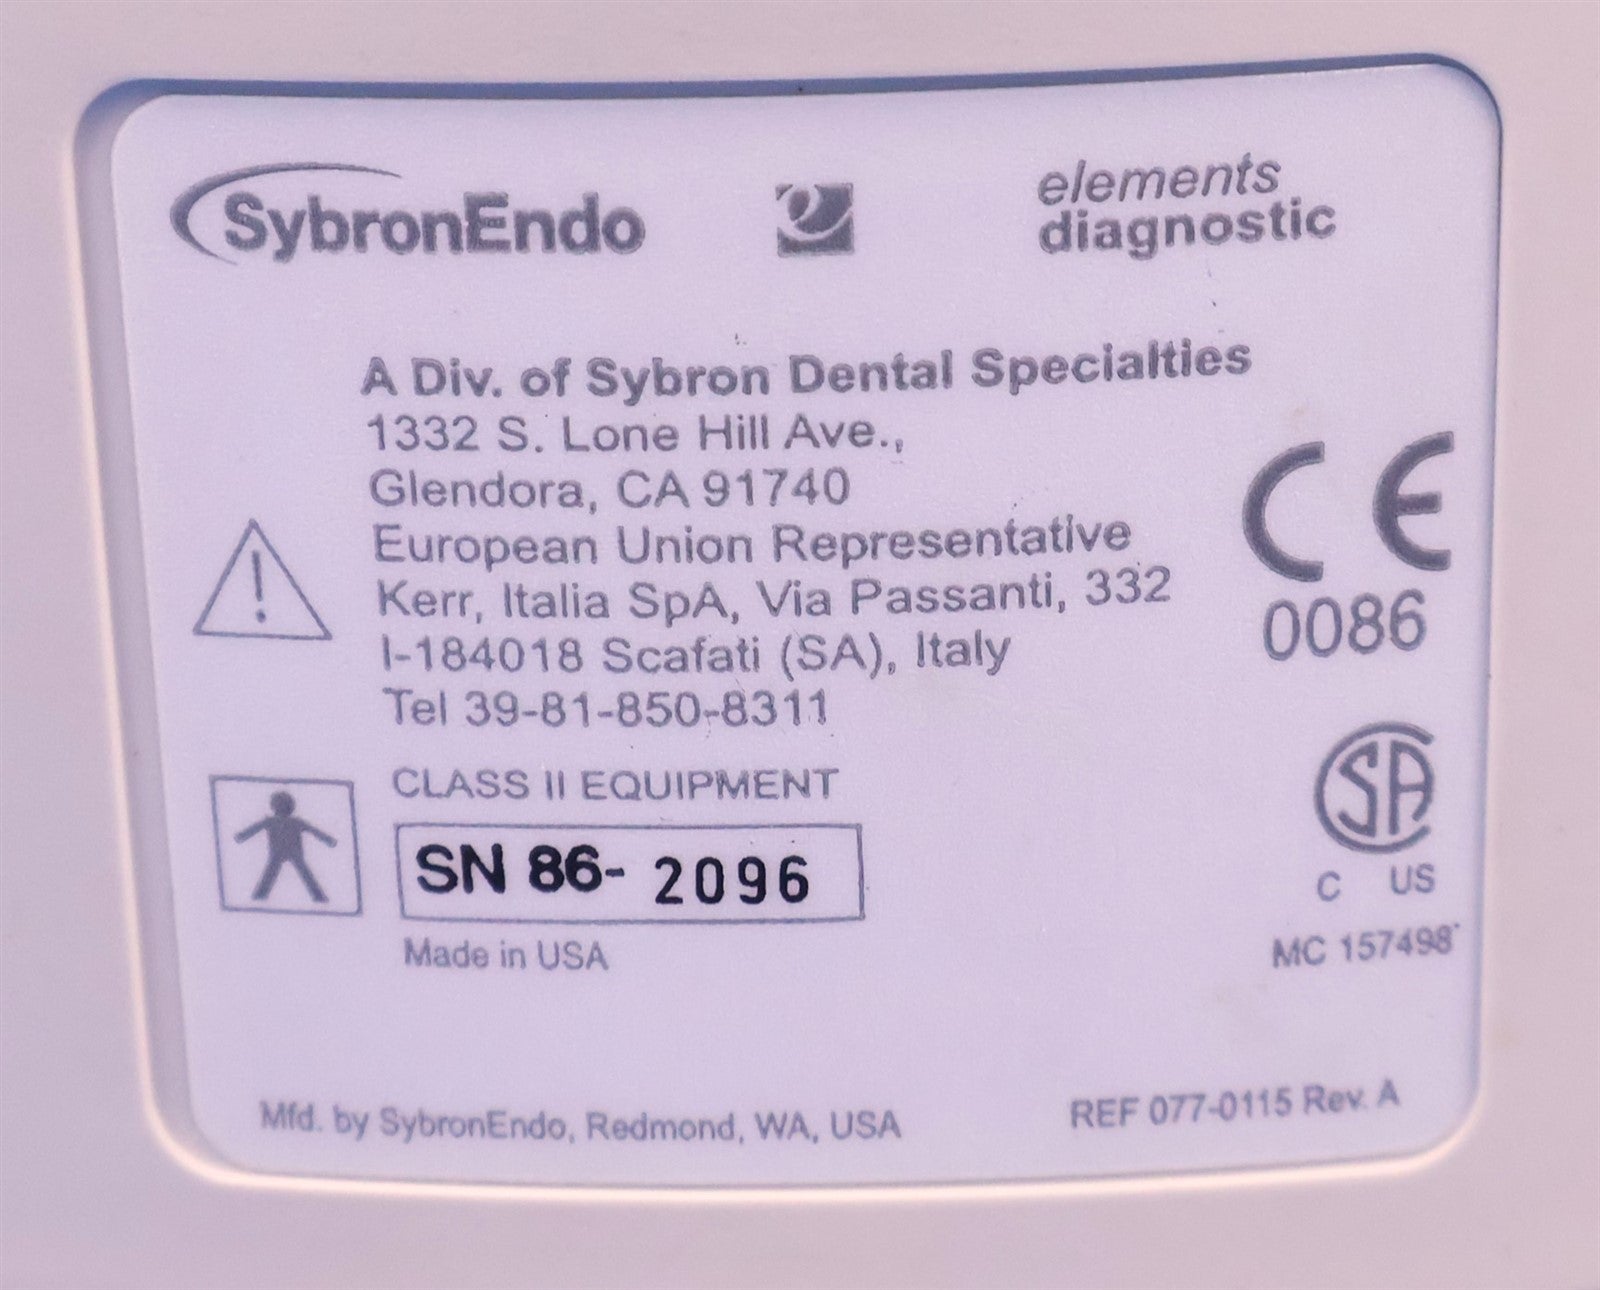 SybronEndo
elements
diagnostic
A Div. of Sybron Dental Specialties
1332 S. Lone Hill Ave.,
Glendora, CA 91740
European Union Representative
Kerr, Italia SpA, Via Passanti, 332
I-184018 Scafati (SA), Italy
Tel 39-81-850-8311
CE
0086
CLASS II EQUIPMENT
SN 86- 2096
Made in USA
SA
C US
MC 157498
Mfd. by SybronEndo, Redmond, WA, USA
REF 077-0115 Rev. A